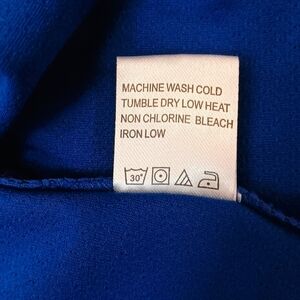 MACHINE WASH COLD
TUMBLE DRY LOW HEAT
NON CHLORINE BLEACH
IRON LOW
30°